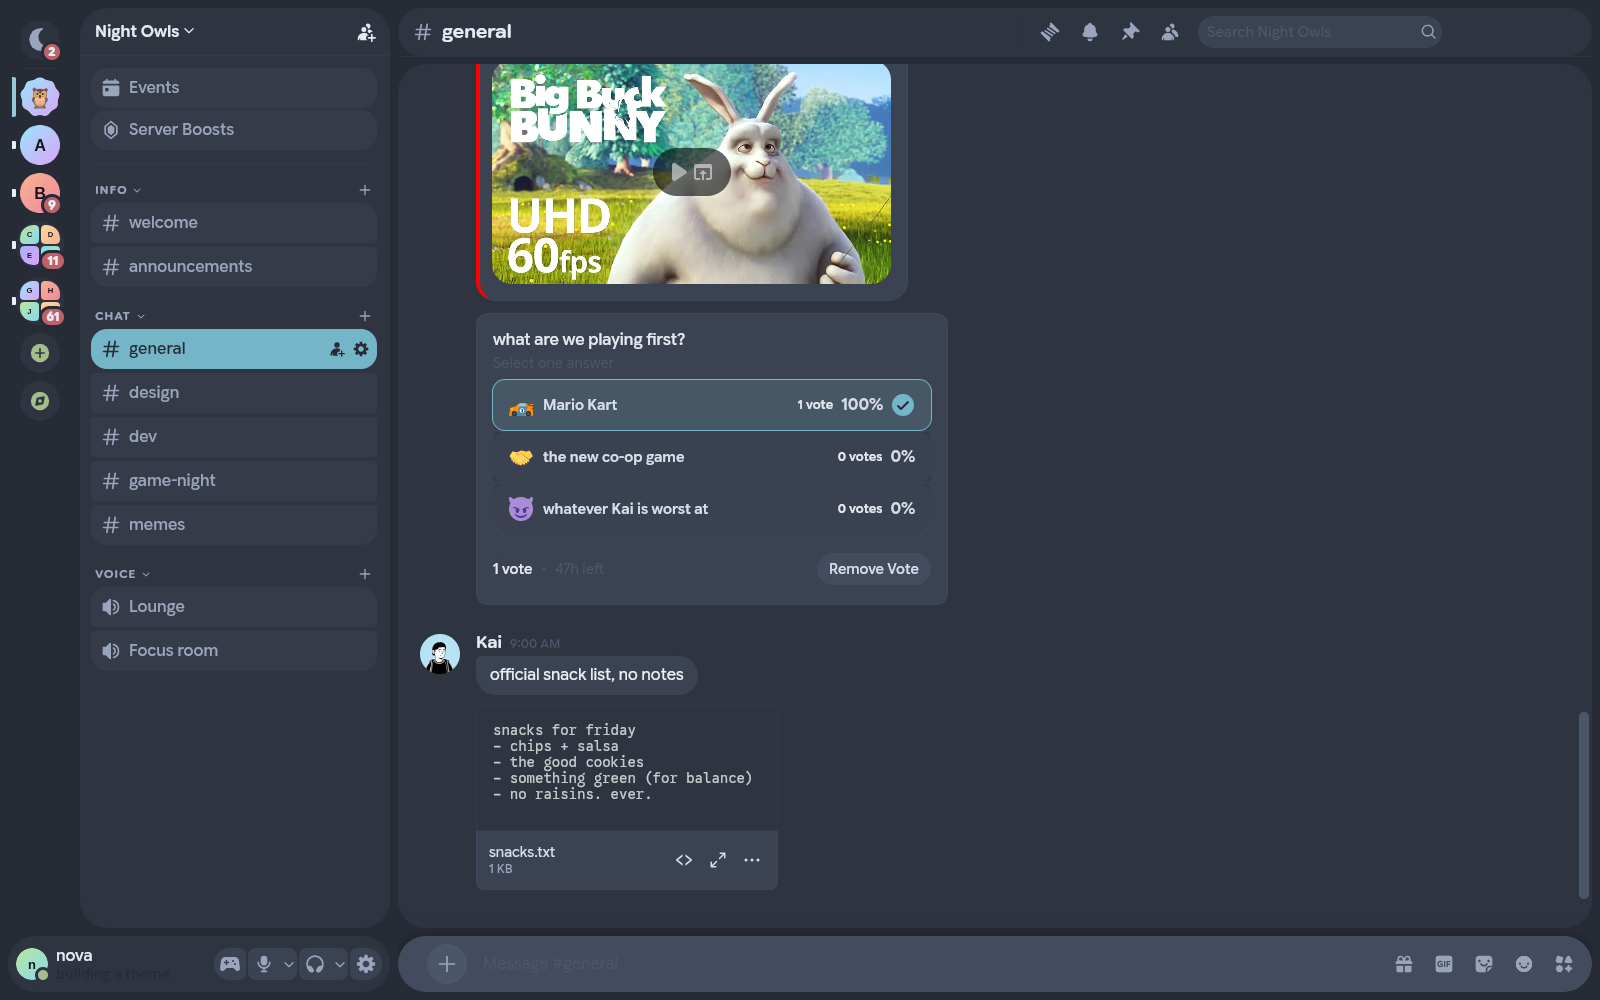 Night Owls
general
Search Night Owls
2
Events
Server Boosts
A
B
9
C
D
E
11
G
H
J
61
INFO
welcome
announcements
CHAT
general
design
dev
game-night
memes
VOICE
Lounge
Focus room
Big Buck
BUNNY
UHD
60fps
what are we playing first?
Select one answer
Mario Kart
1 vote 100%
the new co-op game
0 votes 0%
whatever Kai is worst at
0 votes 0%
1 vote · 47h left
Remove Vote
Kai 9:00 AM
official snack list, no notes
snacks for friday
- chips + salsa
- the good cookies
- something green (for balance)
- no raisins. ever.
snacks.txt
1 KB
n
nova
building a theme
Message #general
GIF